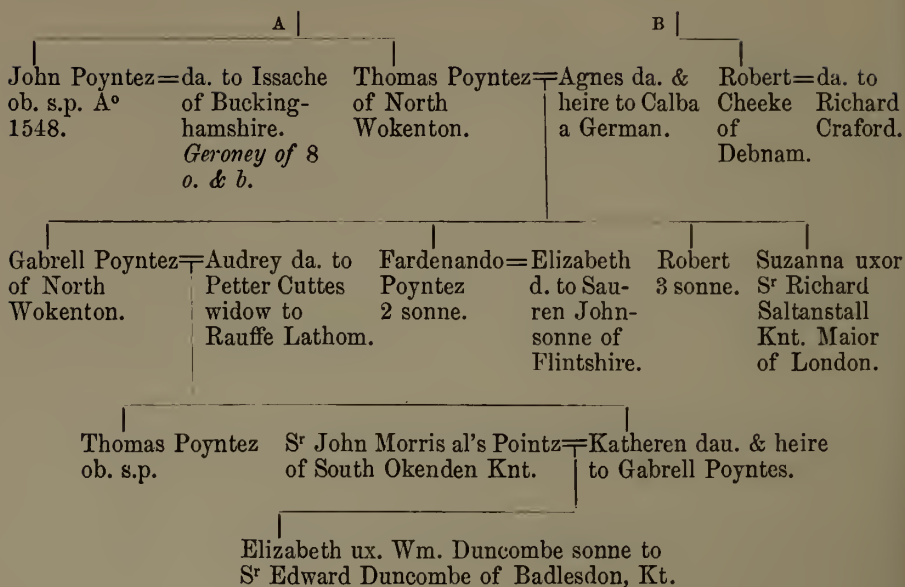 A B
John Poyntez=da. to Issache
ob. s.p. Aº of Bucking-
1548. hamshire.
Geroney of 8
o. & b.
Thomas Poyntez=Agnes da. &
of North heire to Calba
Wokenton. a German.
Robert=da. to
Cheeke Richard
of Craford.
Debnam.
Gabrell Poyntez=Audrey da. to
of North Petter Cuttes
Wokenton. widow to
Rauffe Lathom.
Fardenando=Elizabeth
Poyntez d. to Sau-
2 sonne. ren John-
sonne of
Flintshire.
Robert
3 sonne.
Suzanna uxor
Sʳ Richard
Saltanstall
Knt. Maior
of London.
Thomas Poyntez
ob. s.p.
Sʳ John Morris al's Pointz=Katheren dau. & heire
of South Okenden Knt. to Gabrell Poyntes.
Elizabeth ux. Wm. Duncombe sonne to
Sʳ Edward Duncombe of Badlesdon, Kt.